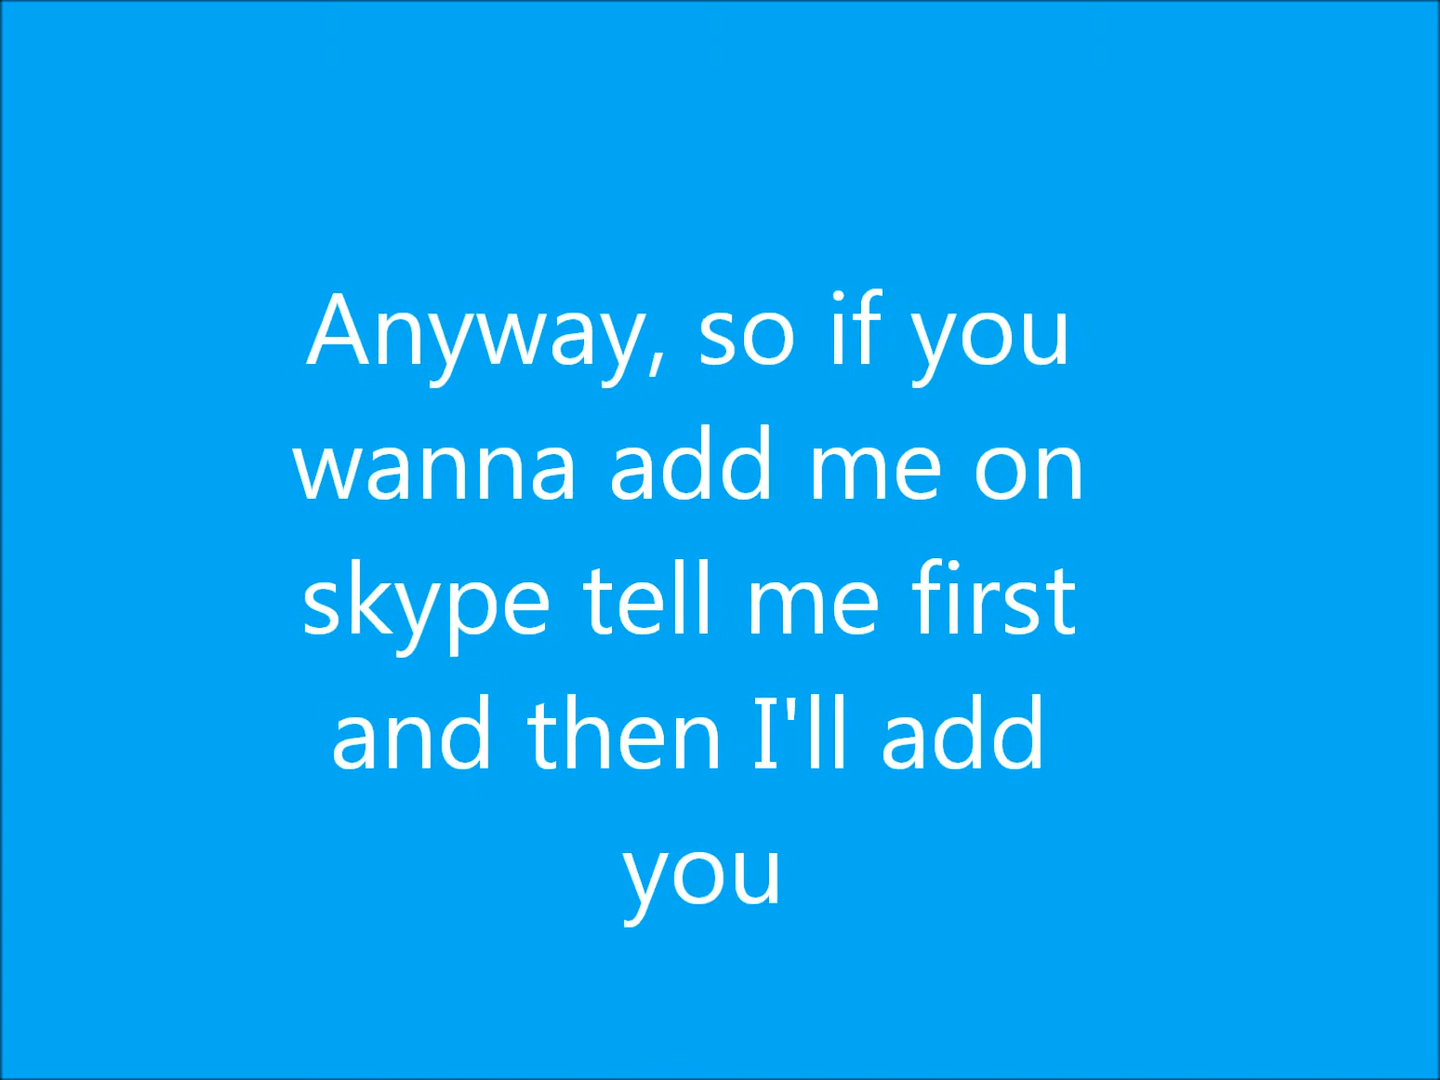 Anyway, so if you
wanna add me on
skype tell me first
and then I'll add
you